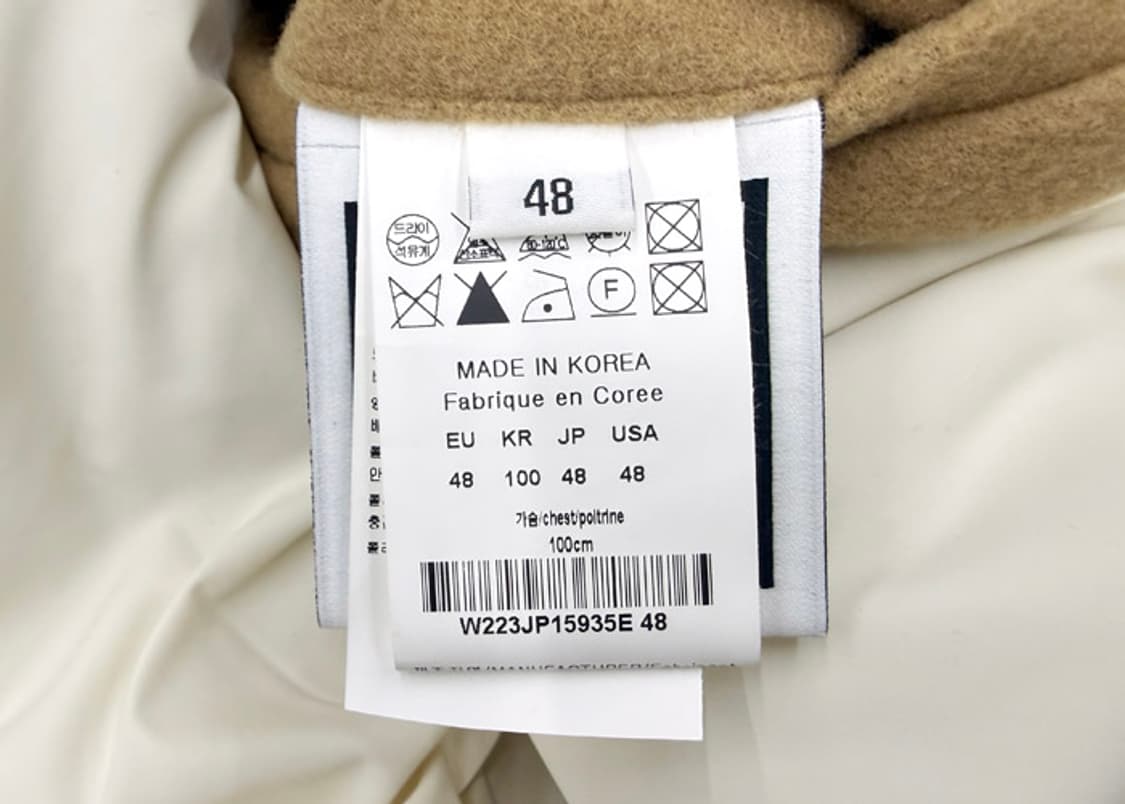 48
드라이
석유계
F
MADE IN KOREA
Fabrique en Coree
EU KR JP USA
48 100 48 48
가슴/chest/poitrine
100cm
W223JP15935E 48